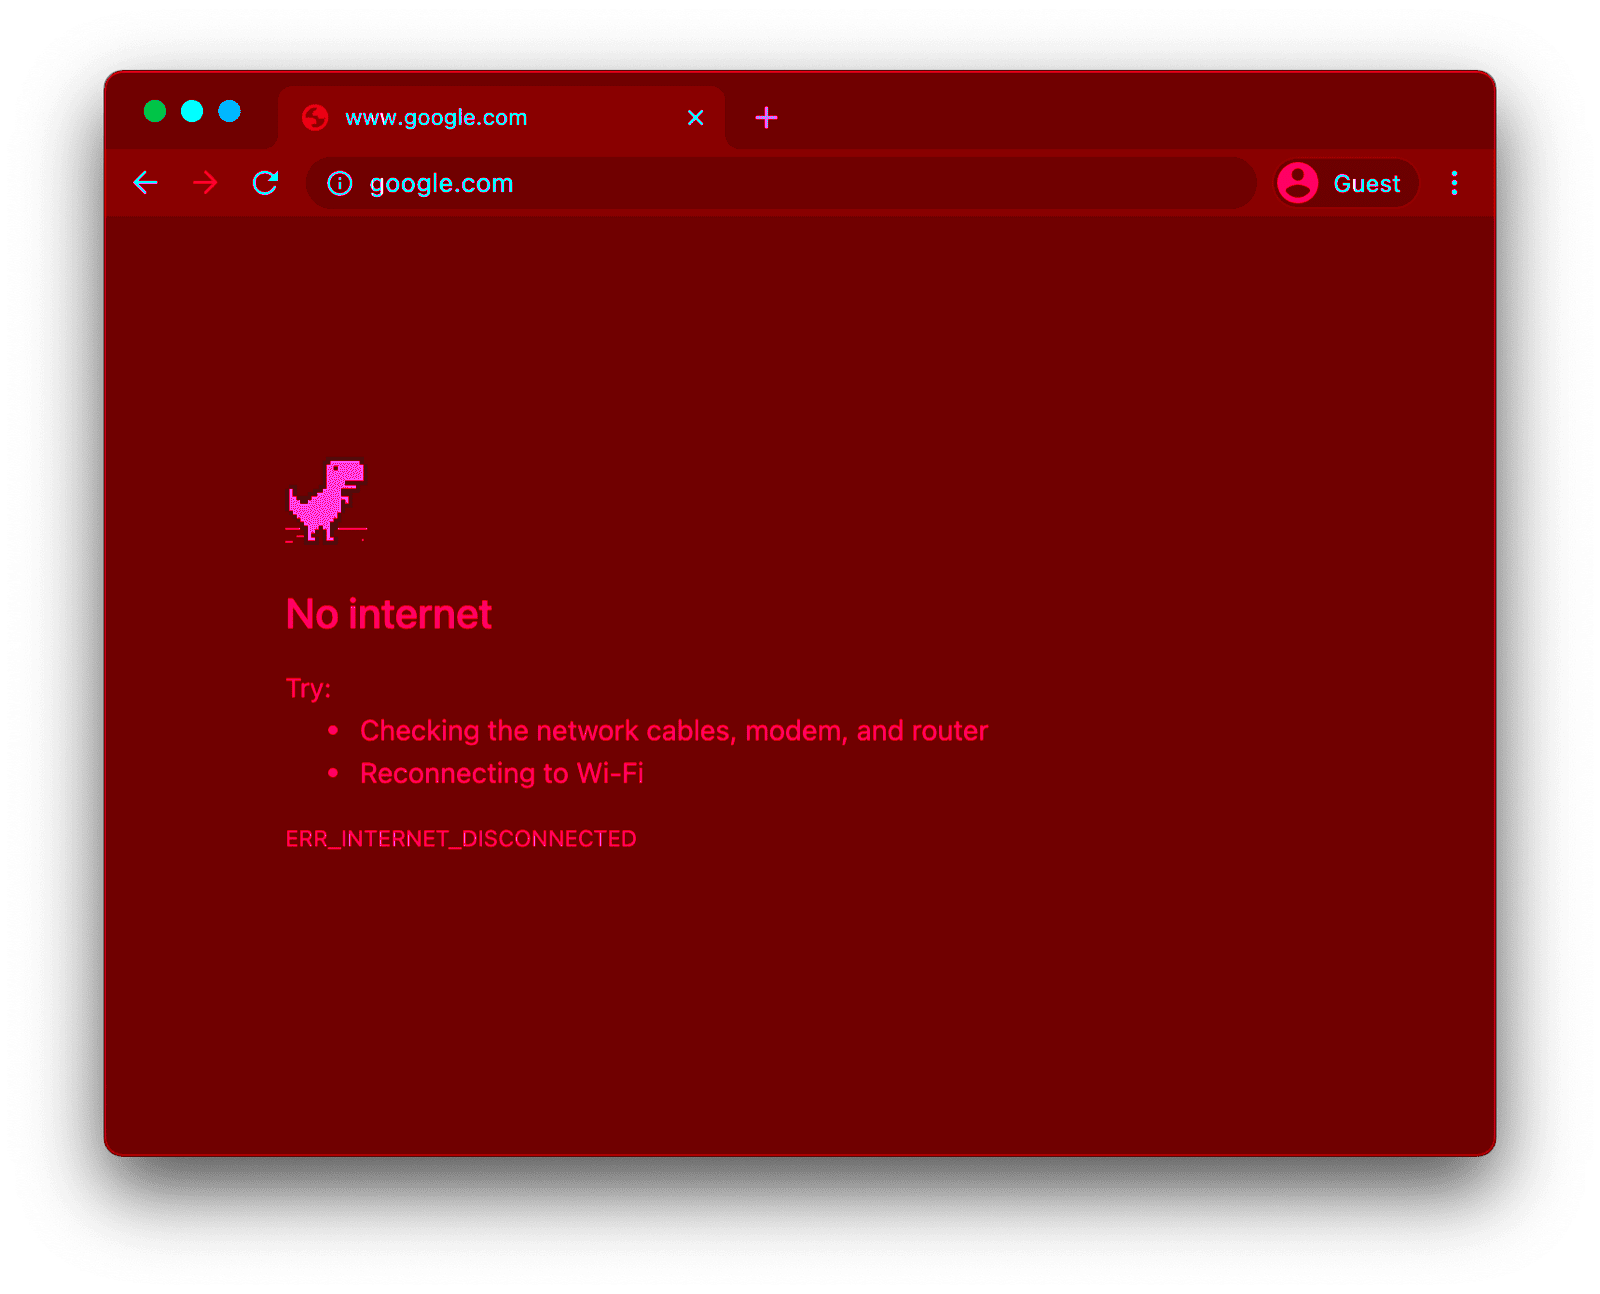 www.google.com
google.com
Guest
No internet
Try:
• Checking the network cables, modem, and router
• Reconnecting to Wi-Fi
ERR_INTERNET_DISCONNECTED